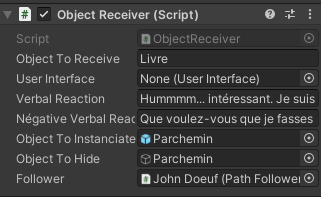 Object Receiver (Script)
Script ObjectReceiver
Object To Receive Livre
User Interface None (User Interface)
Verbal Reaction Hummmm... intéressant. Je suis
Négative Verbal Reac Que voulez-vous que je fasses
Object To Instanciate Parchemin
Object To Hide Parchemin
Follower John Doeuf (Path Follower